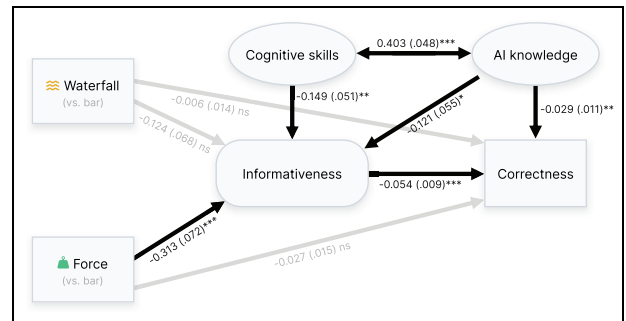 0.403 (.048)***
Cognitive skills
AI knowledge
Waterfall
(vs. bar)
-0.006 (.014) ns
-0.149 (.051)**
-0.121 (.055)*
-0.029 (.011)**
-0.124 (.068) ns
Informativeness
Correctness
-0.054 (.009)***
-0.313 (.072)***
-0.027 (.015) ns
Force
(vs. bar)